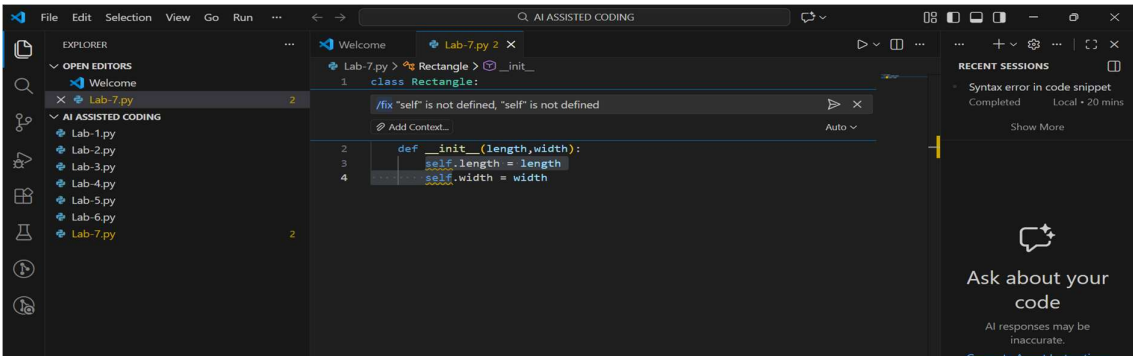 File Edit Selection View Go Run ··· AI ASSISTED CODING
EXPLORER ···
OPEN EDITORS
Welcome
Lab-7.py 2
AI ASSISTED CODING
Lab-1.py
Lab-2.py
Lab-3.py
Lab-4.py
Lab-5.py
Lab-6.py
Lab-7.py 2
Welcome Lab-7.py 2
Lab-7.py > Rectangle > __init__
1 class Rectangle:
/fix "self" is not defined, "self" is not defined
Add Context... Auto
2 def __init__(length,width):
3 self.length = length
4 self.width = width
RECENT SESSIONS
Syntax error in code snippet
Completed Local • 20 mins
Show More
Ask about your
code
AI responses may be
inaccurate.